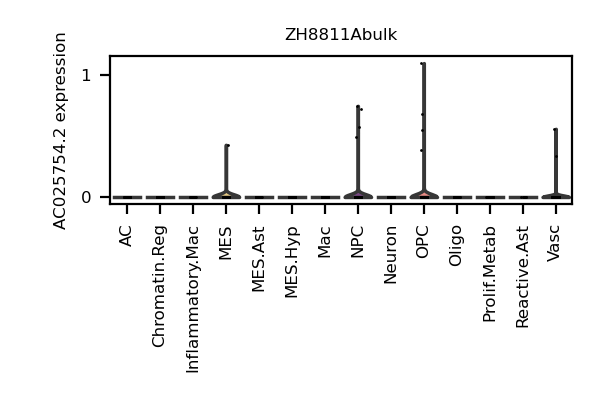 ZH8811Abulk
AC025754.2 expression
1
0
AC
Chromatin.Reg
Inflammatory.Mac
MES
MES.Ast
MES.Hyp
Mac
NPC
Neuron
OPC
Oligo
Prolif.Metab
Reactive.Ast
Vasc